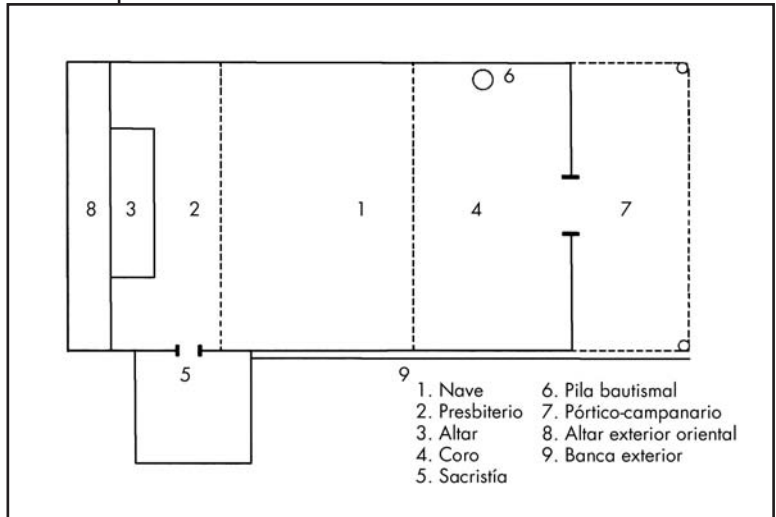 6
8
3
2
1
4
7
5
9
1. Nave
2. Presbiterio
3. Altar
4. Coro
5. Sacristía
6. Pila bautismal
7. Pórtico-campanario
8. Altar exterior oriental
9. Banca exterior